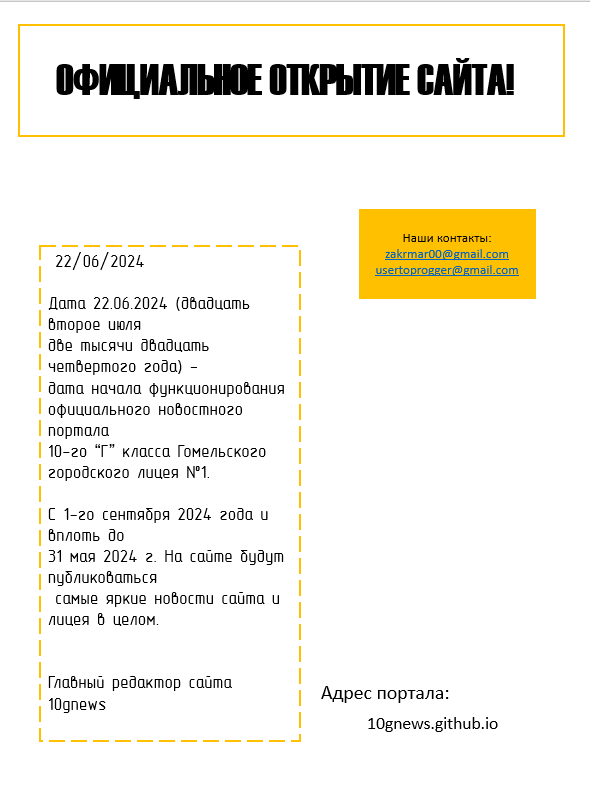 ОФИЦИАЛЬНОЕ ОТКРЫТИЕ САЙТА!
Наши контакты:
zakrmar00@gmail.com
usertoprogger@gmail.com
22/06/2024
Дата 22.06.2024 (двадцать
второе июля
две тысячи двадцать
четвертого года) -
дата начала функционирования
официального новостного
портала
10-го “Г” класса Гомельского
городского лицея №1.
С 1-го сентября 2024 года и
вплоть до
31 мая 2024 г. На сайте будут
публиковаться
самые яркие новости сайта и
лицея в целом.
Главный редактор сайта
10gnews
Адрес портала:
10gnews.github.io